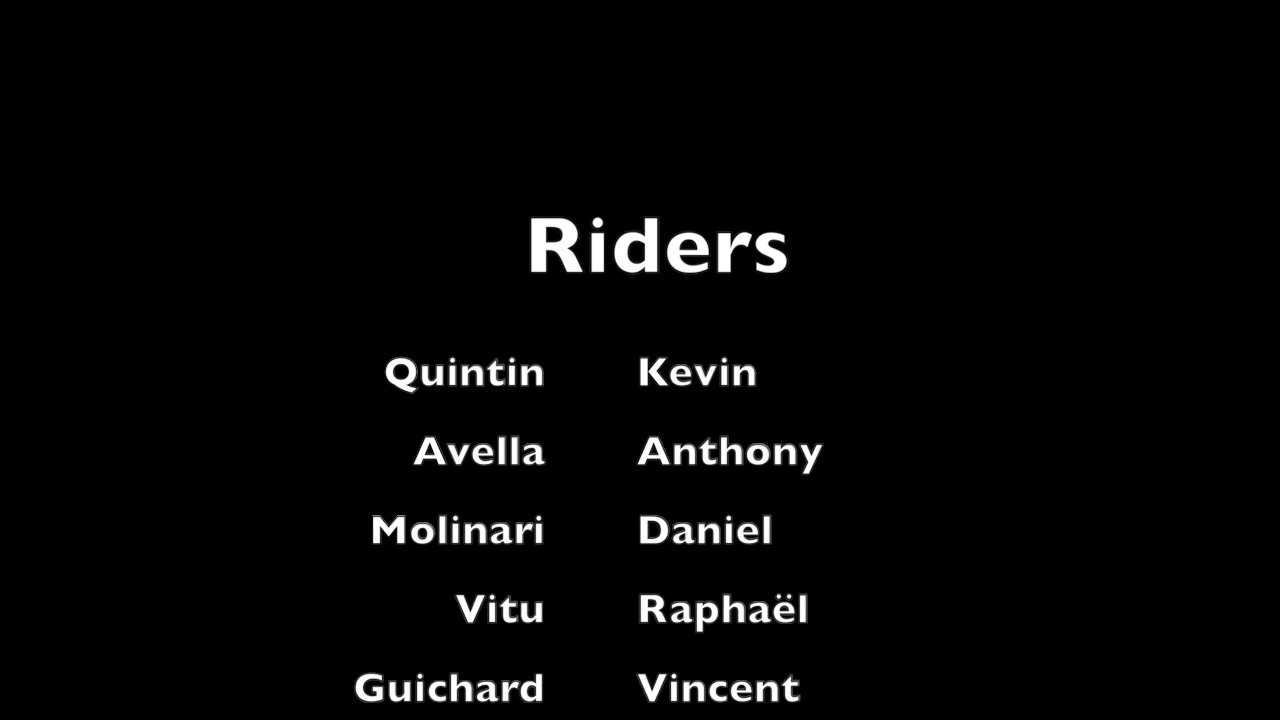 Riders
Quintin Kevin
Avella Anthony
Molinari Daniel
Vitu Raphaël
Guichard Vincent